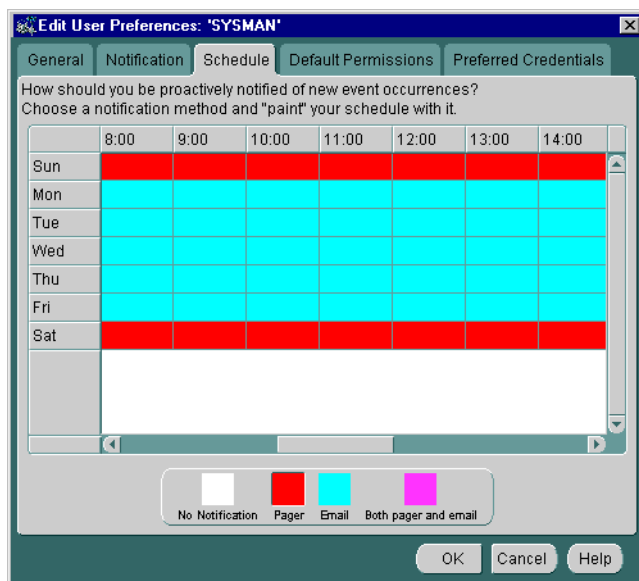 Edit User Preferences: 'SYSMAN'
General Notification Schedule Default Permissions Preferred Credentials
How should you be proactively notified of new event occurrences?
Choose a notification method and "paint" your schedule with it.
8:00 9:00 10:00 11:00 12:00 13:00 14:00
Sun
Mon
Tue
Wed
Thu
Fri
Sat
No Notification Pager Email Both pager and email
OK Cancel Help